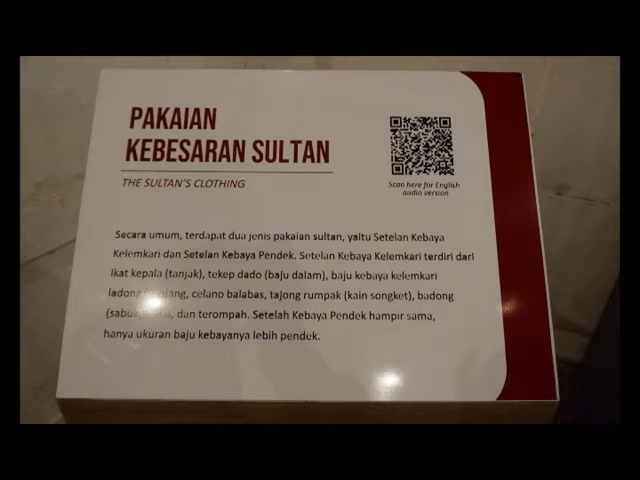 PAKAIAN
KEBESARAN SULTAN
THE SULTAN'S CLOTHING
Scan here for English
audio version
Secara umum, terdapat dua jenis pakaian sultan, yaitu Setelan Kebaya
Kelemkari dan Setelan Kebaya Pendek. Setelan Kebaya Kelemkari terdiri dari
ikat kepala (tanjak), tekep dado (baju dalam), baju kebaya kelemkari
ladong celano balabas, tajong rumpak (kain songket), badong
dan terompah. Setelah Kebaya Pendek hampir sama,
hanya ukuran baju kebayanya lebih pendek.